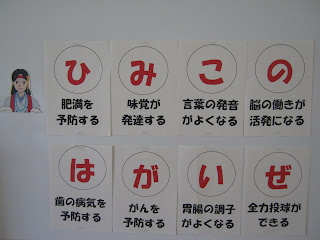 ひ
肥満を
予防する
み
味覚が
発達する
こ
言葉の発音
がよくなる
の
脳の働きが
活発になる
は
歯の病気を
予防する
が
がんを
予防する
い
胃腸の調子
がよくなる
ぜ
全力投球が
できる